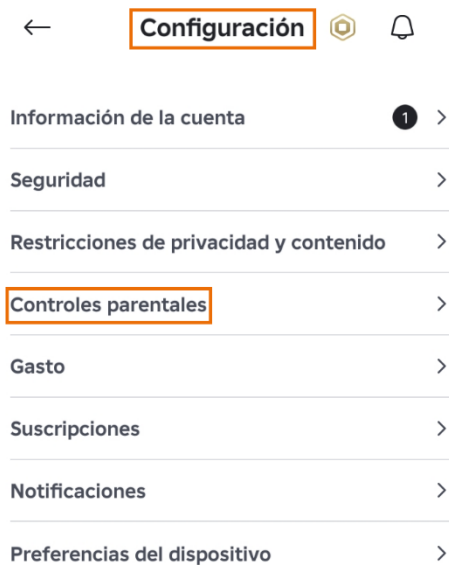 Configuración
Información de la cuenta 1
Seguridad
Restricciones de privacidad y contenido
Controles parentales
Gasto
Suscripciones
Notificaciones
Preferencias del dispositivo